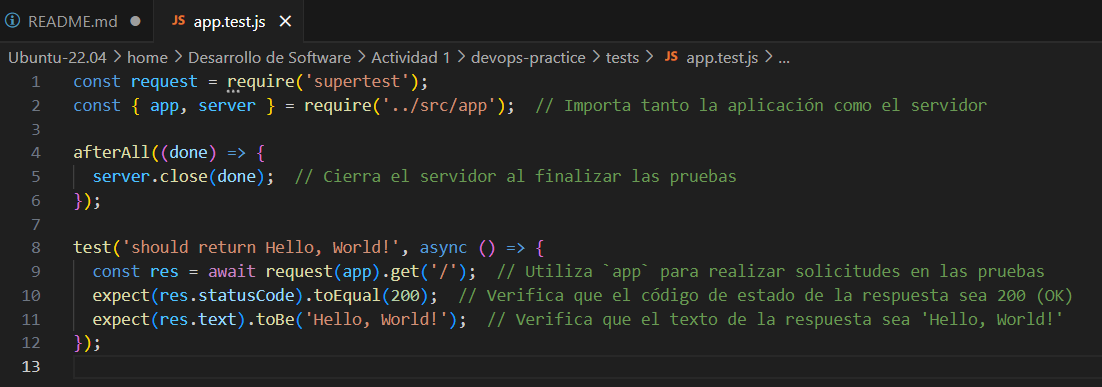 README.md ●
JS app.test.js ×
Ubuntu-22.04 > home > Desarrollo de Software > Actividad 1 > devops-practice > tests > JS app.test.js > ...
1 const request = require('supertest');
2 const { app, server } = require('../src/app');  // Importa tanto la aplicación como el servidor
3
4 afterAll((done) => {
5   server.close(done);  // Cierra el servidor al finalizar las pruebas
6 });
7
8 test('should return Hello, World!', async () => {
9   const res = await request(app).get('/');  // Utiliza `app` para realizar solicitudes en las pruebas
10   expect(res.statusCode).toEqual(200);  // Verifica que el código de estado de la respuesta sea 200 (OK)
11   expect(res.text).toBe('Hello, World!');  // Verifica que el texto de la respuesta sea 'Hello, World!'
12 });
13